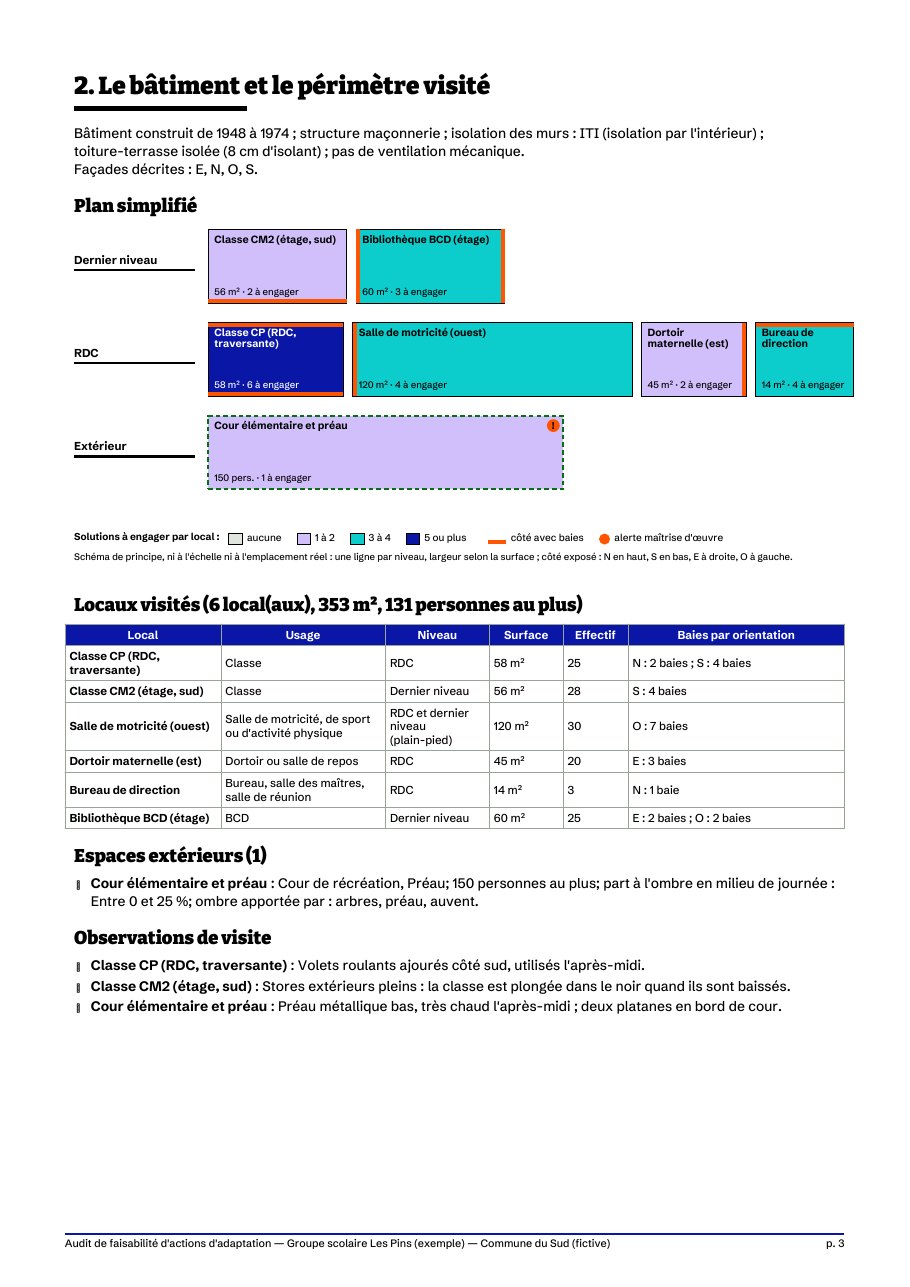 2. Le bâtiment et le périmètre visité
Bâtiment construit de 1948 à 1974 ; structure maçonnerie ; isolation des murs : ITI (isolation par l'intérieur) ;
toiture-terrasse isolée (8 cm d'isolant) ; pas de ventilation mécanique.
Façades décrites : E, N, O, S.
Plan simplifié
Dernier niveau
Classe CM2 (étage, sud)
56 m² · 2 à engager
Bibliothèque BCD (étage)
60 m² · 3 à engager
RDC
Classe CP (RDC,
traversante)
58 m² · 6 à engager
Salle de motricité (ouest)
120 m² · 4 à engager
Dortoir
maternelle (est)
45 m² · 2 à engager
Bureau de
direction
14 m² · 4 à engager
Extérieur
Cour élémentaire et préau
!
150 pers. · 1 à engager
Solutions à engager par local : aucune 1 à 2 3 à 4 5 ou plus côté avec baies alerte maîtrise d'œuvre
Schéma de principe, ni à l'échelle ni à l'emplacement réel : une ligne par niveau, largeur selon la surface ; côté exposé : N en haut, S en bas, E à droite, O à gauche.
Locaux visités (6 local(aux), 353 m², 131 personnes au plus)
Local Usage Niveau Surface Effectif Baies par orientation
Classe CP (RDC,
traversante) Classe RDC 58 m² 25 N : 2 baies ; S : 4 baies
Classe CM2 (étage, sud) Classe Dernier niveau 56 m² 28 S : 4 baies
Salle de motricité (ouest) Salle de motricité, de sport
ou d'activité physique RDC et dernier
niveau
(plain-pied) 120 m² 30 O : 7 baies
Dortoir maternelle (est) Dortoir ou salle de repos RDC 45 m² 20 E : 3 baies
Bureau de direction Bureau, salle des maîtres,
salle de réunion RDC 14 m² 3 N : 1 baie
Bibliothèque BCD (étage) BCD Dernier niveau 60 m² 25 E : 2 baies ; O : 2 baies
Espaces extérieurs (1)
Cour élémentaire et préau : Cour de récréation, Préau; 150 personnes au plus; part à l'ombre en milieu de journée :
Entre 0 et 25 %; ombre apportée par : arbres, préau, auvent.
Observations de visite
Classe CP (RDC, traversante) : Volets roulants ajourés côté sud, utilisés l'après-midi.
Classe CM2 (étage, sud) : Stores extérieurs pleins : la classe est plongée dans le noir quand ils sont baissés.
Cour élémentaire et préau : Préau métallique bas, très chaud l'après-midi ; deux platanes en bord de cour.
Audit de faisabilité d'actions d'adaptation — Groupe scolaire Les Pins (exemple) — Commune du Sud (fictive) p. 3